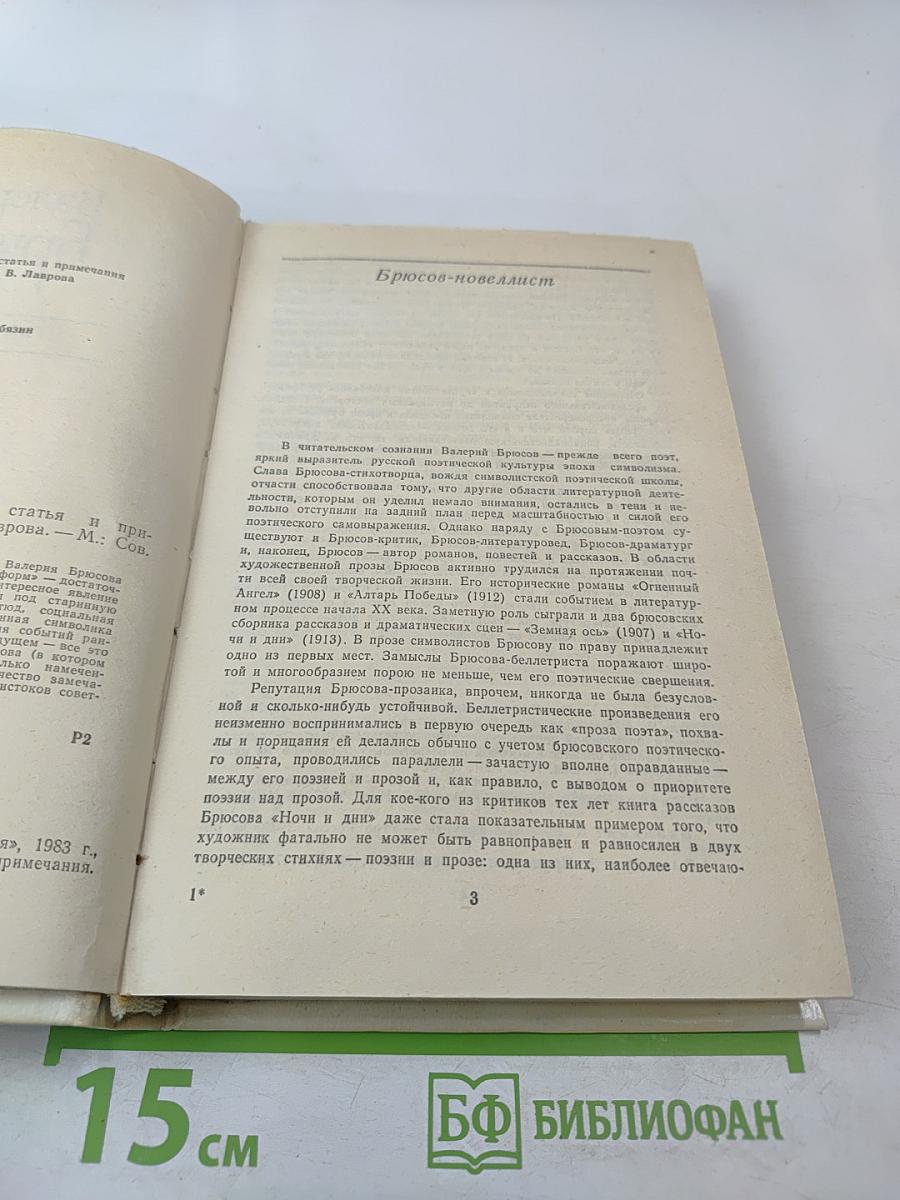 статья и примечания
В. Лаврова
бязин
статья и при-
врова. — М.: Сов.
Валерия Брюсова
форм» — достаточ-
нтересное явление
я под старинную
тюд, социальная
нная символика
ия событий ран-
дущем — все это
ова (в котором
лько намечен-
чество замеча-
истоков совет-
Р2
я», 1983 г.,
примечания.
Брюсов-новеллист
В читательском сознании Валерий Брюсов — прежде всего поэт,
яркий выразитель русской поэтической культуры эпохи символизма.
Слава Брюсова-стихотворца, вождя символистской поэтической школы,
отчасти способствовала тому, что другие области литературной деяте-
льности, которым он уделил немало внимания, остались в тени и не-
вольно отступили на задний план перед масштабностью и силой его
поэтического самовыражения. Однако наряду с Брюсовым-поэтом су-
ществуют и Брюсов-критик, Брюсов-литературовед, Брюсов-драматург
и, наконец, Брюсов — автор романов, повестей и рассказов. В области
художественной прозы Брюсов активно трудился на протяжении поч-
ти всей своей творческой жизни. Его исторические романы «Огненный
Ангел» (1908) и «Алтарь Победы» (1912) стали событием в литератур-
ном процессе начала XX века. Заметную роль сыграли и два брюсовских
сборника рассказов и драматических сцен — «Земная ось» (1907) и «Но-
чи и дни» (1913). В прозе символистов Брюсову по праву принадлежит
одно из первых мест. Замыслы Брюсова-беллетриста поражают широ-
той и многообразием порою не меньше, чем его поэтические свершения.
Репутация Брюсова-прозаика, впрочем, никогда не была безуслов-
ной и сколько-нибудь устойчивой. Беллетристические произведения его
неизменно воспринимались в первую очередь как «проза поэта», похва-
лы и порицания ей делались обычно с учетом брюсовского поэтическо-
го опыта, проводились параллели — зачастую вполне оправданные —
между его поэзией и прозой и, как правило, с выводом о приоритете
поэзии над прозой. Для кое-кого из критиков тех лет книга рассказов
Брюсова «Ночи и дни» даже стала показательным примером того, что
художник фатально не может быть равноправен и равносилен в двух
творческих стихиях — поэзии и прозе: одна из них, наиболее отвечаю-
1*
3
15 см
БФ БИБЛИОФАН